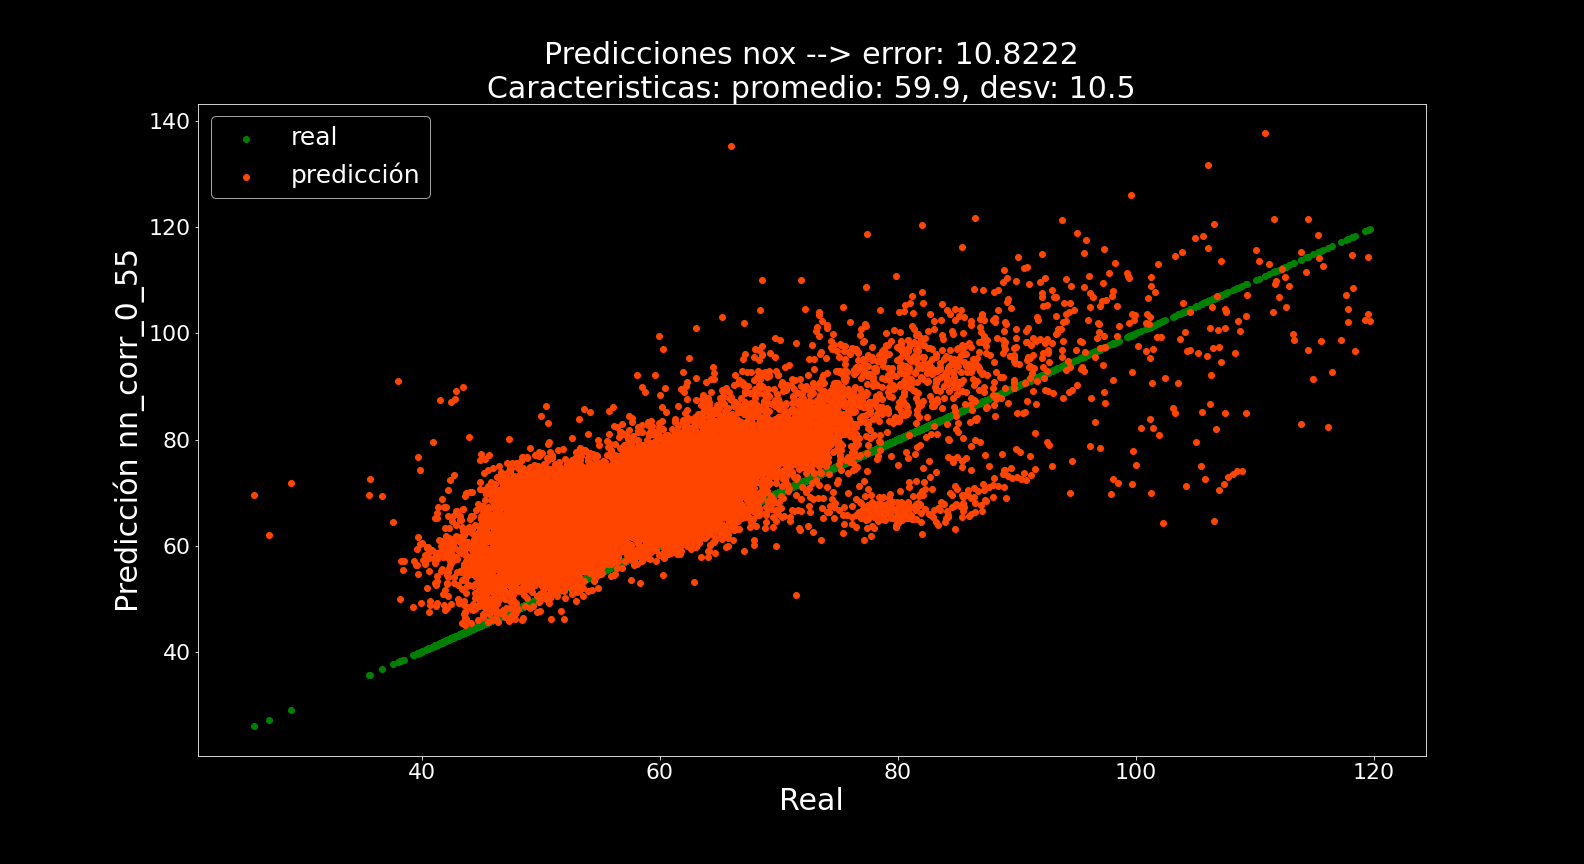 Predicciones nox --> error: 10.8222
Caracteristicas: promedio: 59.9, desv: 10.5
real
predicción
140
120
100
80
60
40
Predicción nn_corr_0_55
40 60 80 100 120
Real